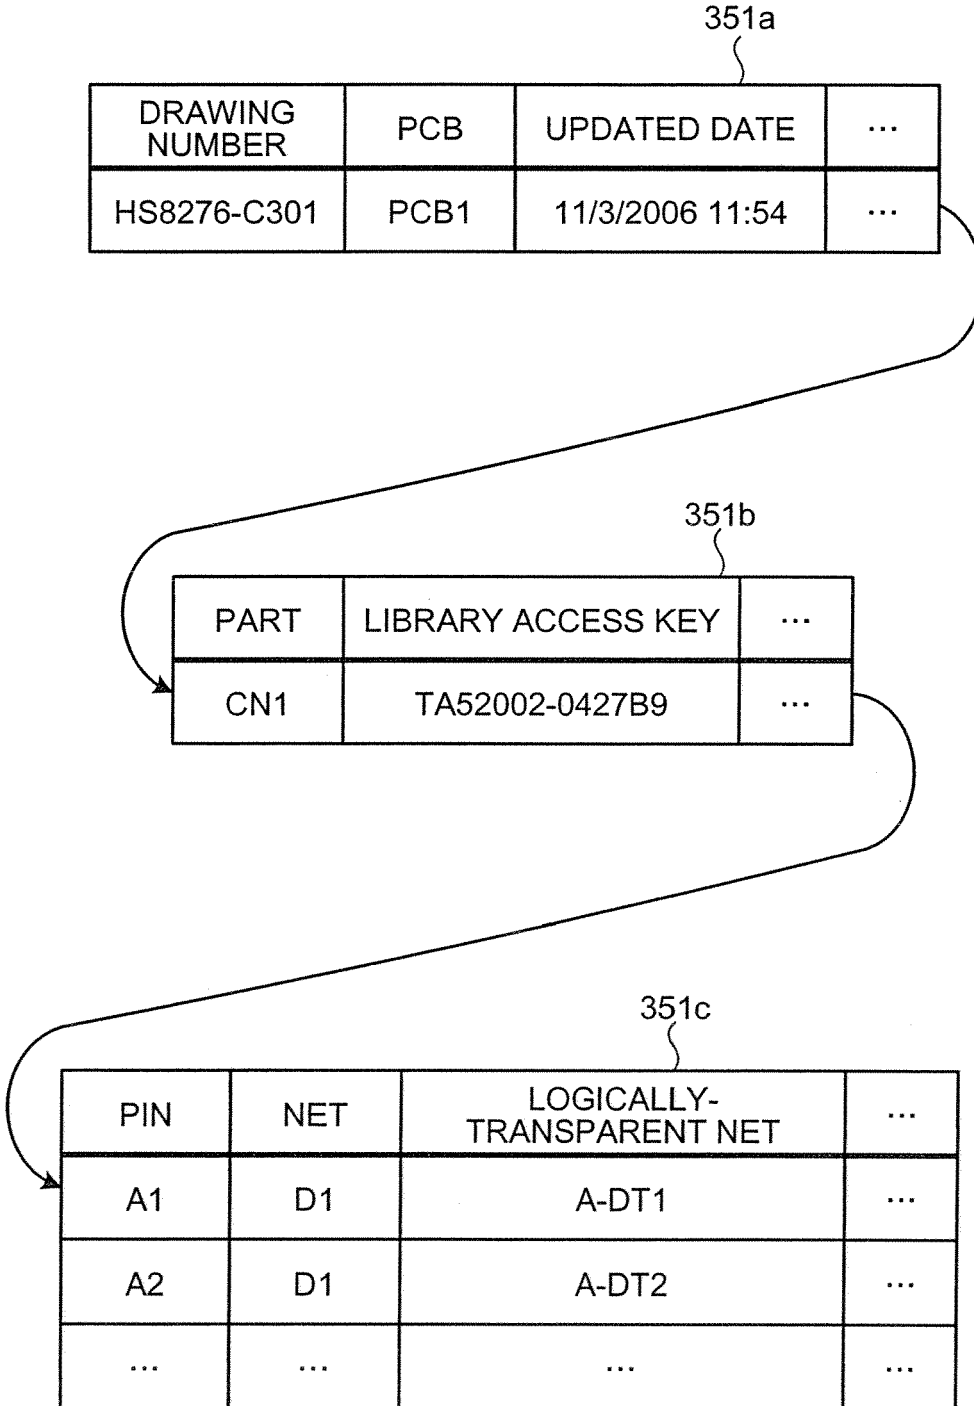 351a
DRAWING NUMBER PCB UPDATED DATE ...
HS8276-C301 PCB1 11/3/2006 11:54 ...
351b
PART LIBRARY ACCESS KEY ...
CN1 TA52002-0427B9 ...
351c
PIN NET LOGICALLY-TRANSPARENT NET ...
A1 D1 A-DT1 ...
A2 D1 A-DT2 ...
... ... ... ...